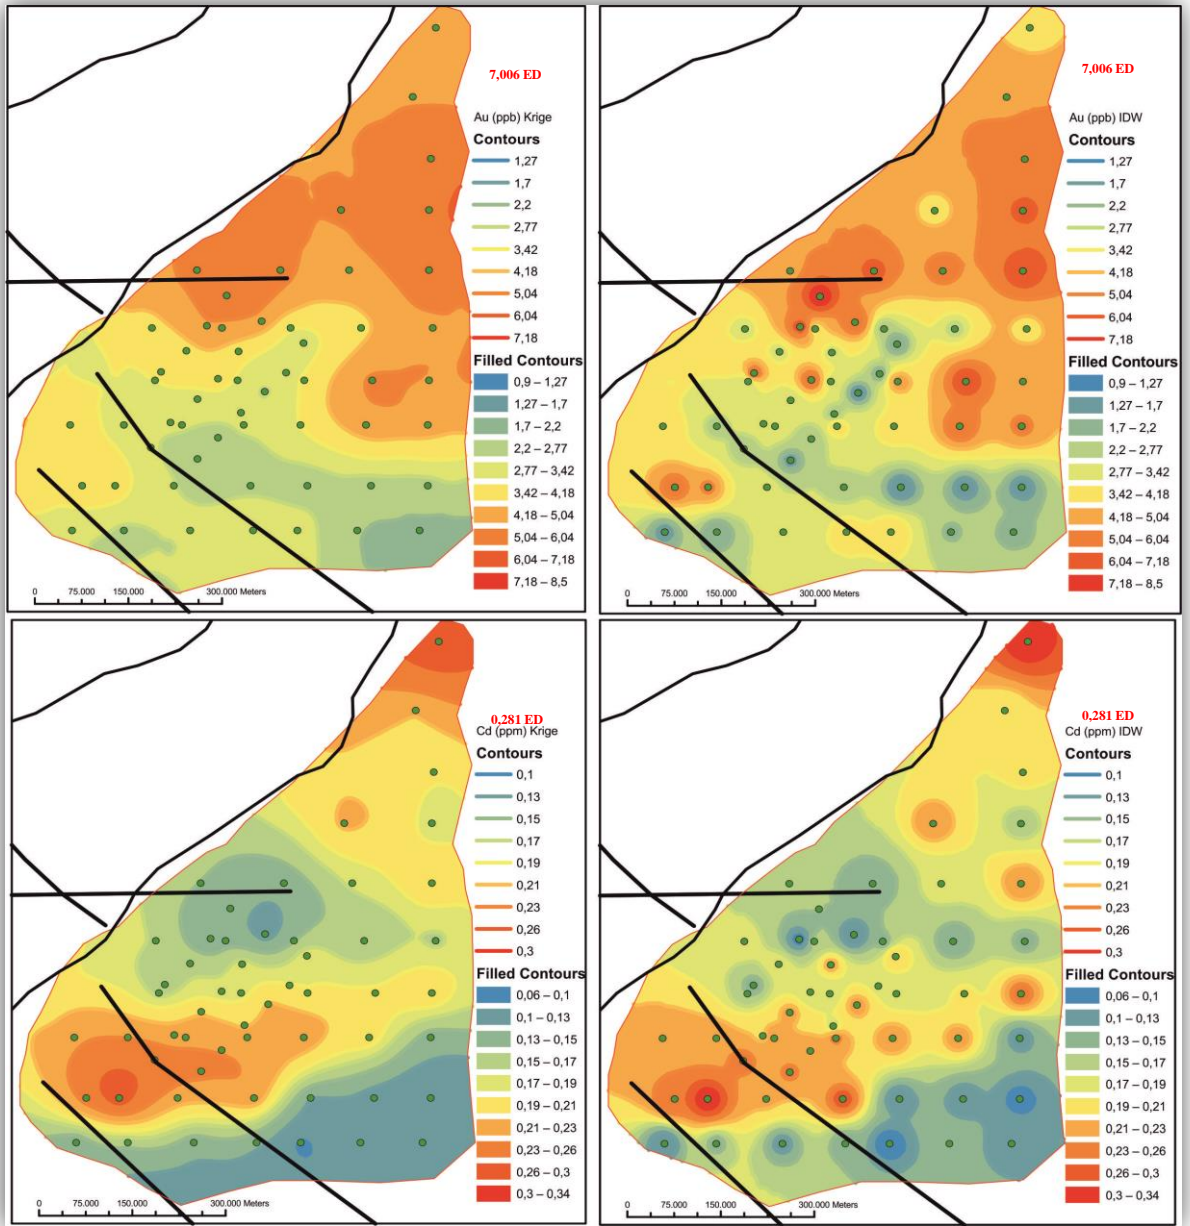 7,006 ED
Au (ppb) Krige
Contours
1,27
1,7
2,2
2,77
3,42
4,18
5,04
6,04
7,18
Filled Contours
0,9 – 1,27
1,27 – 1,7
1,7 – 2,2
2,2 – 2,77
2,77 – 3,42
3,42 – 4,18
4,18 – 5,04
5,04 – 6,04
6,04 – 7,18
7,18 – 8,5
0 75.000 150.000 300.000 Meters
7,006 ED
Au (ppb) IDW
Contours
1,27
1,7
2,2
2,77
3,42
4,18
5,04
6,04
7,18
Filled Contours
0,9 – 1,27
1,27 – 1,7
1,7 – 2,2
2,2 – 2,77
2,77 – 3,42
3,42 – 4,18
4,18 – 5,04
5,04 – 6,04
6,04 – 7,18
7,18 – 8,5
0 75.000 150.000 300.000 Meters
0,281 ED
Cd (ppm) Krige
Contours
0,1
0,13
0,15
0,17
0,19
0,21
0,23
0,26
0,3
Filled Contours
0,06 – 0,1
0,1 – 0,13
0,13 – 0,15
0,15 – 0,17
0,17 – 0,19
0,19 – 0,21
0,21 – 0,23
0,23 – 0,26
0,26 – 0,3
0,3 – 0,34
0 75.000 150.000 300.000 Meters
0,281 ED
Cd (ppm) IDW
Contours
0,1
0,13
0,15
0,17
0,19
0,21
0,23
0,26
0,3
Filled Contours
0,06 – 0,1
0,1 – 0,13
0,13 – 0,15
0,15 – 0,17
0,17 – 0,19
0,19 – 0,21
0,21 – 0,23
0,23 – 0,26
0,26 – 0,3
0,3 – 0,34
0 75.000 150.000 300.000 Meters